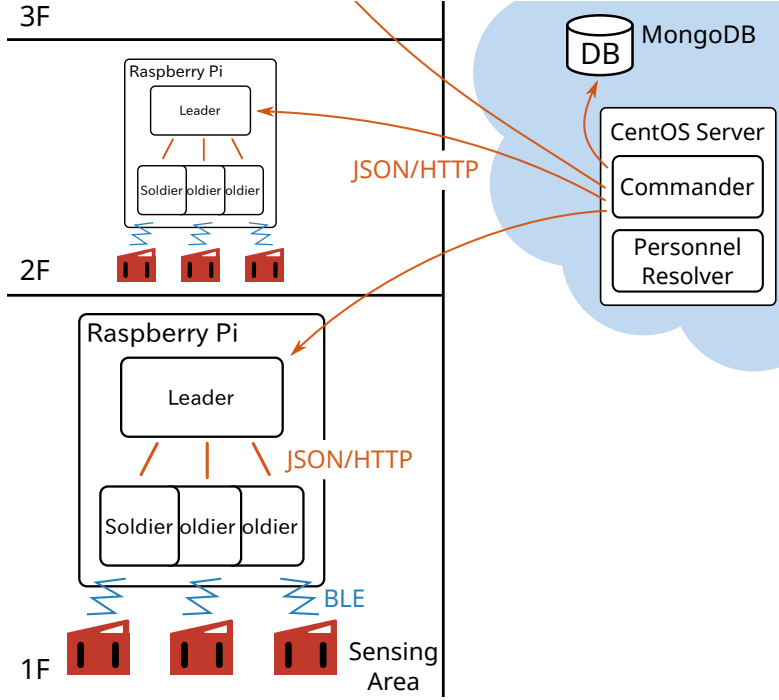 3F
Raspberry Pi
Leader
Soldier
oldier
oldier
2F
JSON/HTTP
DB
MongoDB
CentOS Server
Commander
Personnel
Resolver
Raspberry Pi
Leader
JSON/HTTP
Soldier
oldier
oldier
BLE
1F
Sensing
Area